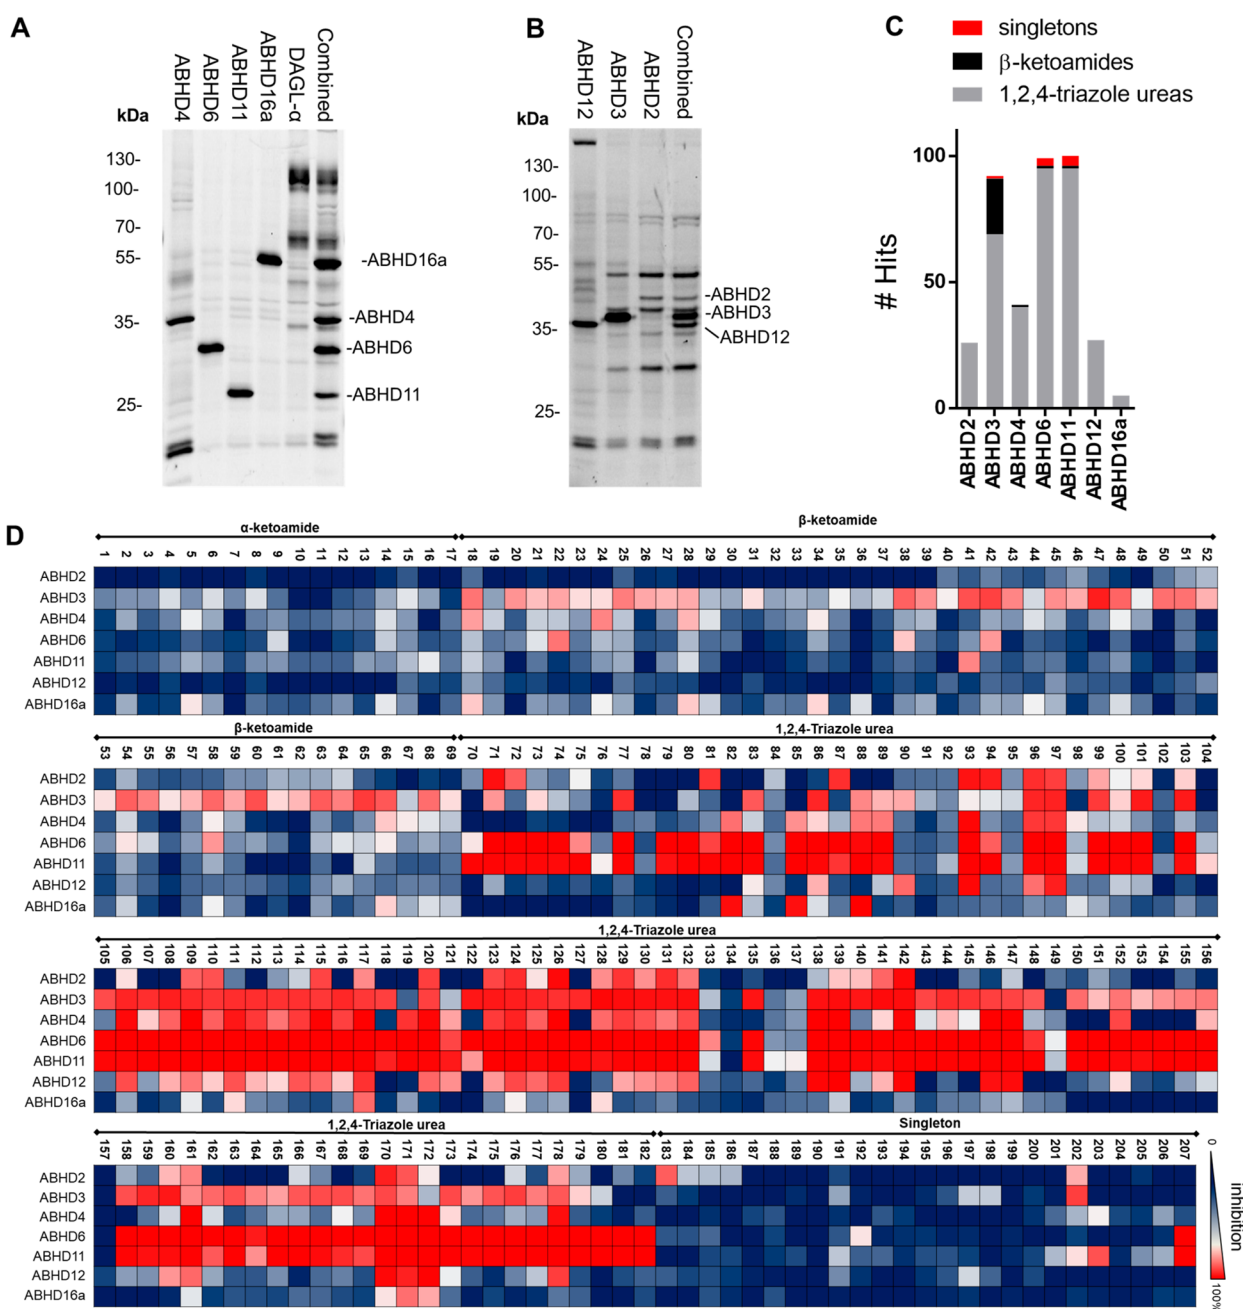 A
ABHD4
ABHD6
ABHD11
ABHD16a
DAGL-α
Combined
kDa
130-
100-
70-
55-
35-
25-
-ABHD16a
-ABHD4
-ABHD6
-ABHD11
B
ABHD12
ABHD3
ABHD2
Combined
kDa
130-
100-
70-
55-
35-
25-
-ABHD2
-ABHD3
ABHD12
C
singletons
β-ketoamides
1,2,4-triazole ureas
# Hits
100
50
0
ABHD2
ABHD3
ABHD4
ABHD6
ABHD11
ABHD12
ABHD16a
D
α-ketoamide β-ketoamide
1 2 3 4 5 6 7 8 9 10 11 12 13 14 15 16 17 18 19 20 21 22 23 24 25 26 27 28 29 30 31 32 33 34 35 36 37 38 39 40 41 42 43 44 45 46 47 48 49 50 51 52
ABHD2
ABHD3
ABHD4
ABHD6
ABHD11
ABHD12
ABHD16a
β-ketoamide 1,2,4-Triazole urea
53 54 55 56 57 58 59 60 61 62 63 64 65 66 67 68 69 70 71 72 73 74 75 76 77 78 79 80 81 82 83 84 85 86 87 88 89 90 91 92 93 94 95 96 97 98 99 100 101 102 103 104
ABHD2
ABHD3
ABHD4
ABHD6
ABHD11
ABHD12
ABHD16a
1,2,4-Triazole urea
105 106 107 108 109 110 111 112 113 114 115 116 117 118 119 120 121 122 123 124 125 126 127 128 129 130 131 132 133 134 135 136 137 138 139 140 141 142 143 144 145 146 147 148 149 150 151 152 153 154 155 156
ABHD2
ABHD3
ABHD4
ABHD6
ABHD11
ABHD12
ABHD16a
1,2,4-Triazole urea Singleton
157 158 159 160 161 162 163 164 165 166 167 168 169 170 171 172 173 174 175 176 177 178 179 180 181 182 183 184 185 186 187 188 189 190 191 192 193 194 195 196 197 198 199 200 201 202 203 204 205 206 207
ABHD2
ABHD3
ABHD4
ABHD6
ABHD11
ABHD12
ABHD16a
0
inhibition
100%